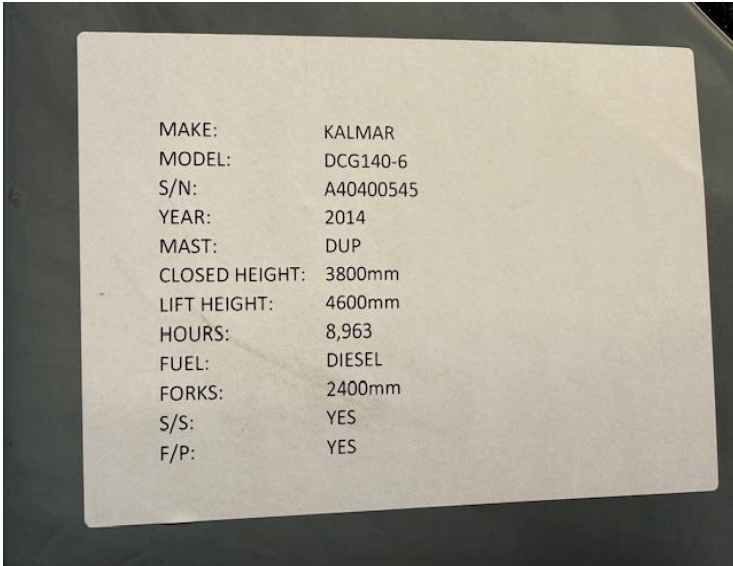 MAKE: KALMAR
MODEL: DCG140-6
S/N: A40400545
YEAR: 2014
MAST: DUP
CLOSED HEIGHT: 3800mm
LIFT HEIGHT: 4600mm
HOURS: 8,963
FUEL: DIESEL
FORKS: 2400mm
S/S: YES
F/P: YES